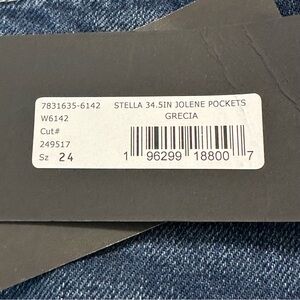 7831635-6142 STELLA 34.5IN JOLENE POCKETS
W6142 GRECIA
Cut#
249517
Sz 24
1 96299 18800 7